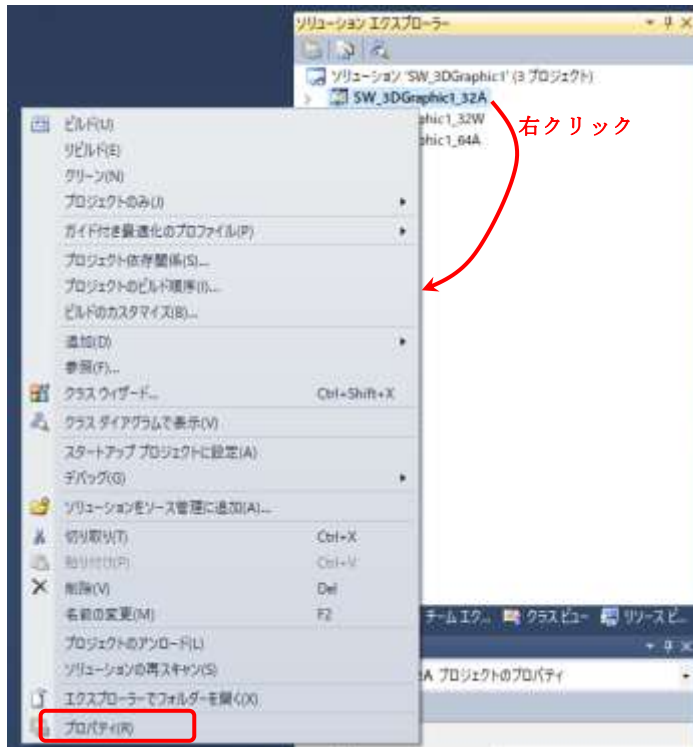 ソリューション エクスプローラー
ソリューション 'SW_3DGraphic1' (3 プロジェクト)
SW_3DGraphic1_32A
phic1_32W
phic1_64A
右クリック
ビルド(U)
リビルド(E)
クリーン(N)
プロジェクトのみ(J)
ガイド付き最適化のプロファイル(P)
プロジェクト依存関係(S)...
プロジェクトのビルド順序(I)...
ビルドのカスタマイズ(B)...
追加(D)
参照(F)...
クラス ウィザード... Ctrl+Shift+X
クラス ダイアグラムで表示(V)
スタートアップ プロジェクトに設定(A)
デバッグ(G)
ソリューションをソース管理に追加(A)...
切り取り(T) Ctrl+X
貼り付け(P) Ctrl+V
削除(V) Del
名前の変更(M) F2
プロジェクトのアンロード(L)
ソリューションの再スキャン(S)
エクスプローラーでフォルダーを開く(X)
プロパティ(R)
チーム エク... クラス ビュー リソース ビ...
A プロジェクトのプロパティ